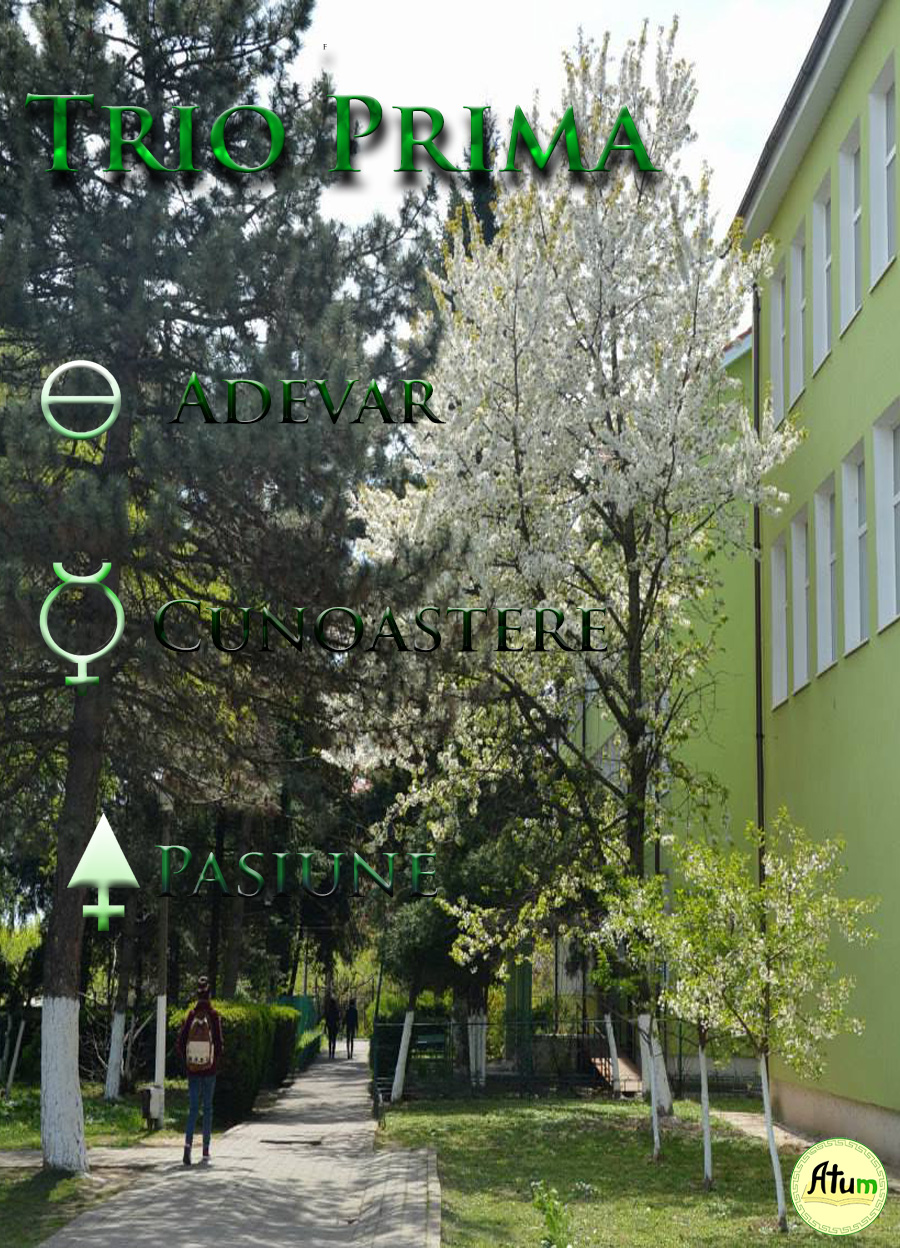 F
Trio Prima
Adevar
Cunoastere
Pasiune
Atum